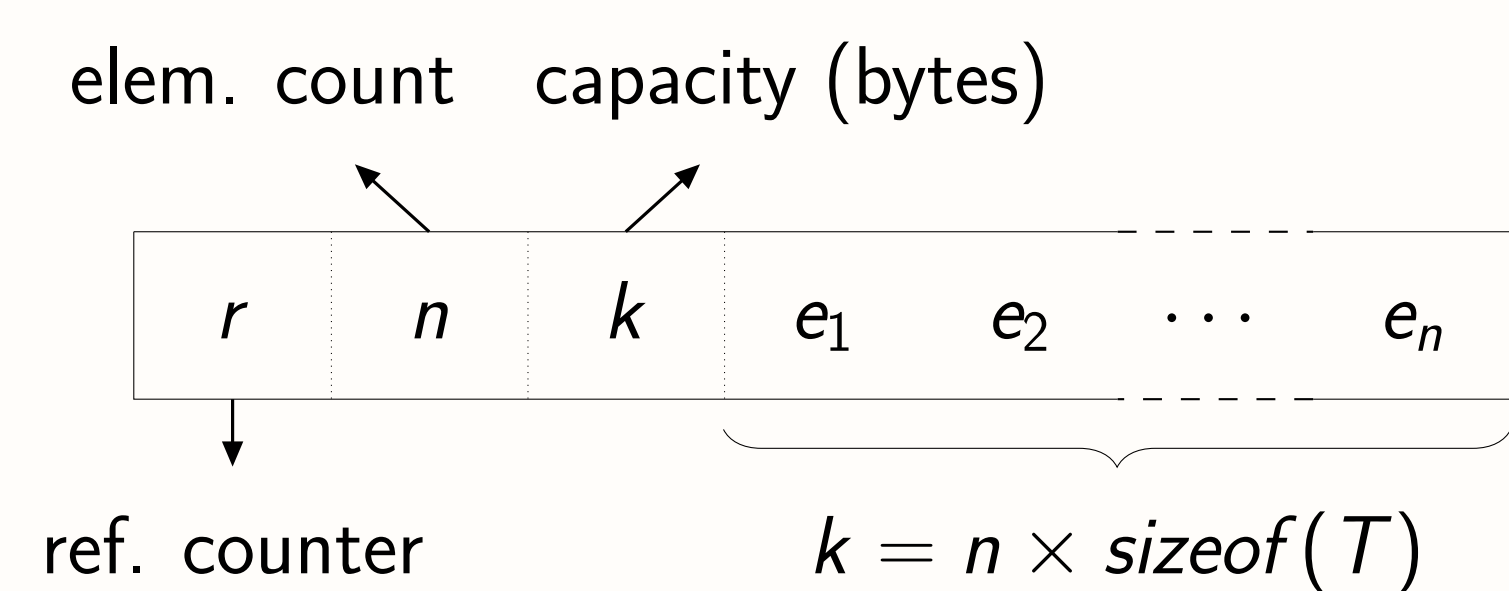 elem. count capacity (bytes)
r n k e₁ e₂ ··· eₙ
ref. counter k = n × sizeof(T)